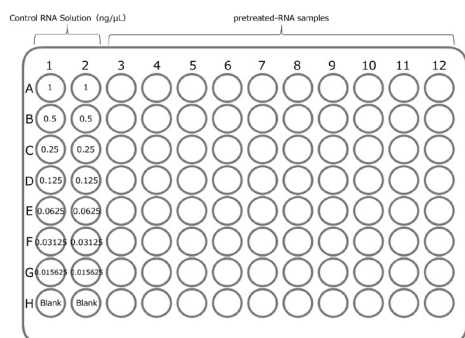 Control RNA Solution (ng/μL) pretreated-RNA samples
1 2 3 4 5 6 7 8 9 10 11 12
A 1 1
B 0.5 0.5
C 0.25 0.25
D 0.125 0.125
E 0.0625 0.0625
F 0.03125 0.03125
G 0.015625 0.015625
H Blank Blank